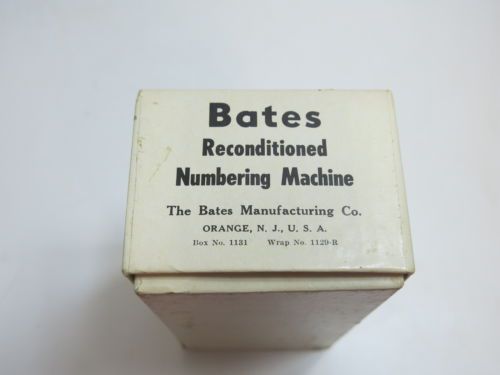 Bates
Reconditioned
Numbering Machine
The Bates Manufacturing Co.
ORANGE, N. J., U. S. A.
Box No. 1131 Wrap No. 1129-R